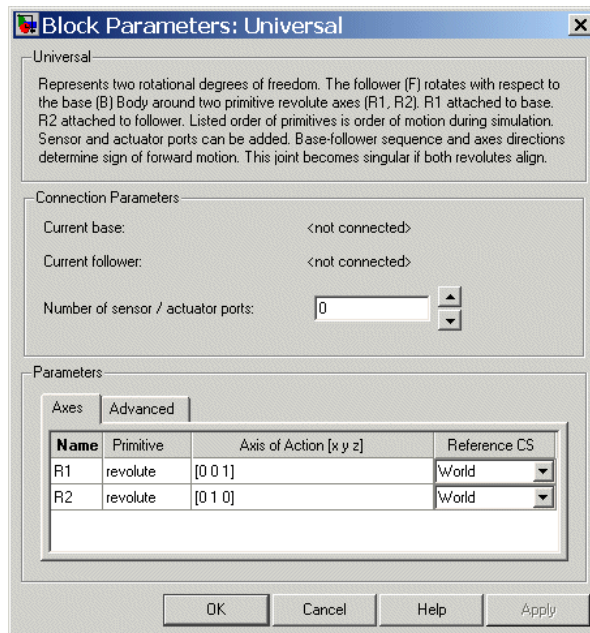 Block Parameters: Universal
Universal
Represents two rotational degrees of freedom. The follower (F) rotates with respect to
the base (B) Body around two primitive revolute axes (R1, R2). R1 attached to base.
R2 attached to follower. Listed order of primitives is order of motion during simulation.
Sensor and actuator ports can be added. Base-follower sequence and axes directions
determine sign of forward motion. This joint becomes singular if both revolutes align.
Connection Parameters
Current base: <not connected>
Current follower: <not connected>
Number of sensor / actuator ports: 0
Parameters
Axes Advanced
Name Primitive Axis of Action [x y z] Reference CS
R1 revolute [0 0 1] World
R2 revolute [0 1 0] World
OK Cancel Help Apply